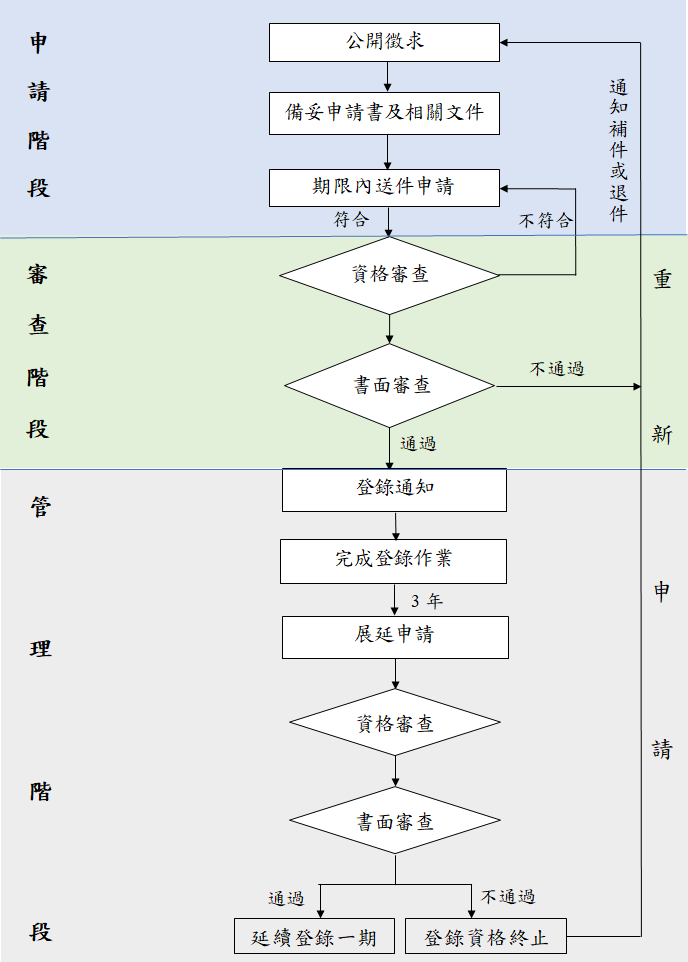 申請階段
公開徵求
備妥申請書及相關文件
期限內送件申請
符合
不符合
通知補件或退件
審查階段
資格審查
書面審查
不通過
通過
重新申請
管理階段
登錄通知
完成登錄作業
3 年
展延申請
資格審查
書面審查
通過
不通過
延續登錄一期
登錄資格終止